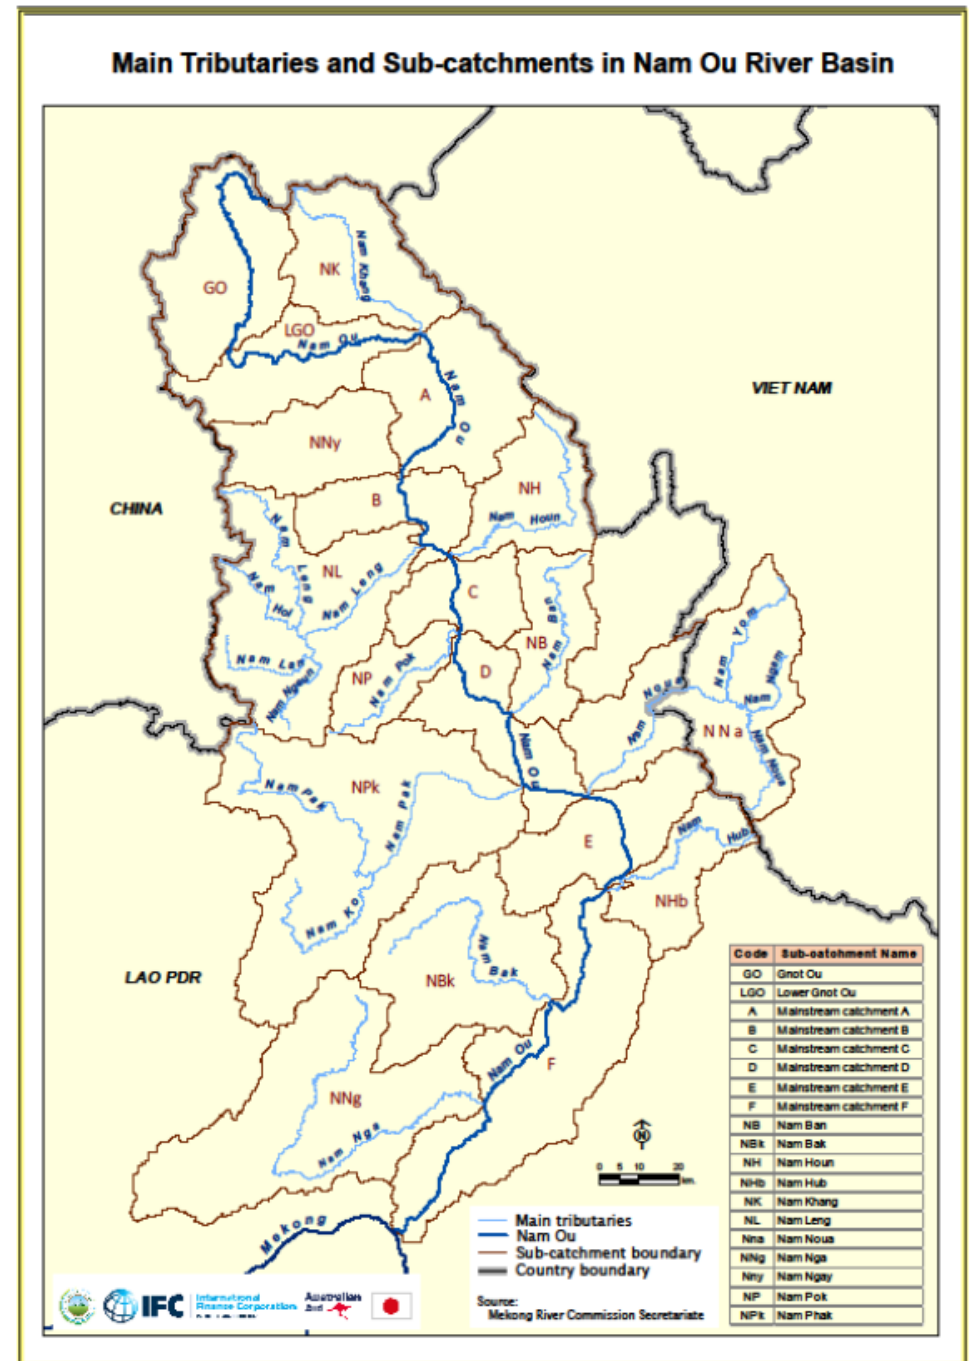 Main Tributaries and Sub-catchments in Nam Ou River Basin
GO
NK
Nam Khang
LGO
Nam Ou
A
Nam Ou
VIET NAM
NNy
B
NH
Nam Houn
CHINA
Nam Leng
NL
Nam Leng
Nam Hoi
C
Nam Ban
NB
Nam Lan
Nam Ngaun
NP
Nam Pok
D
Nam Noua
Nam Yom
Nam Ngam
NNa
Nam Noua
Nam Ou
NPk
Nam Pak
Nam Pak
E
Nam Hub
Nam Ko
NHb
LAO PDR
NBk
Nam Bak
Nam Ou
F
NNg
Nam Nga
Mekong
N
0 5 10 20
km.
Code Sub-catchment Name
GO Gnot Ou
LGO Lower Gnot Ou
A Mainstream catchment A
B Mainstream catchment B
C Mainstream catchment C
D Mainstream catchment D
E Mainstream catchment E
F Mainstream catchment F
NB Nam Ban
NBk Nam Bak
NH Nam Houn
NHb Nam Hub
NK Nam Khang
NL Nam Leng
Nna Nam Noua
NNg Nam Nga
Nny Nam Ngay
NP Nam Pok
NPk Nam Phak
Main tributaries
Nam Ou
Sub-catchment boundary
Country boundary
Source:
Mekong River Commission Secretariate
IFC
International
Finance Corporation
Australian
Aid